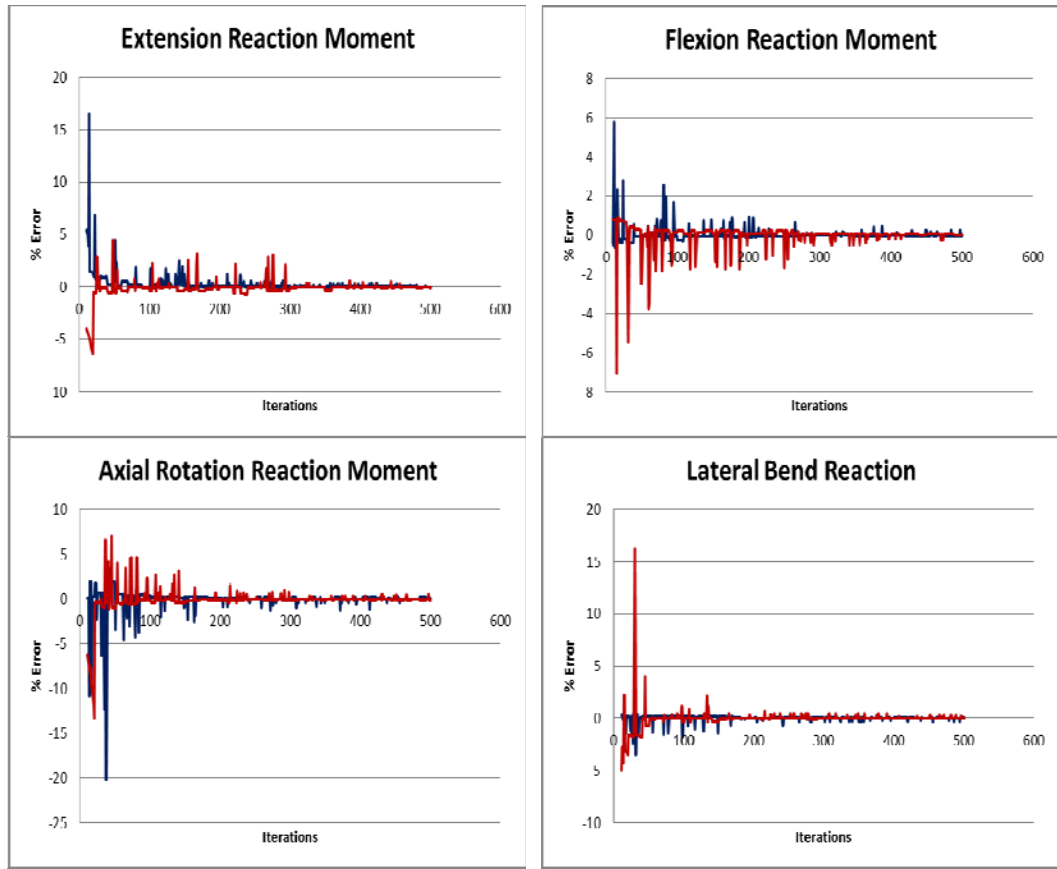 Extension Reaction Moment
20
15
10
5
0
5
10
0 100 200 300 400 500 600
% Error
Iterations
Flexion Reaction Moment
8
6
4
2
0
2
4
6
8
0 100 200 300 400 500 600
% Error
Iterations
Axial Rotation Reaction Moment
10
5
0
-5
-10
-15
-20
-25
0 100 200 300 400 500 600
% Error
Iterations
Lateral Bend Reaction
20
15
10
5
0
5
-10
0 100 200 300 400 500 600
% Error
Iterations